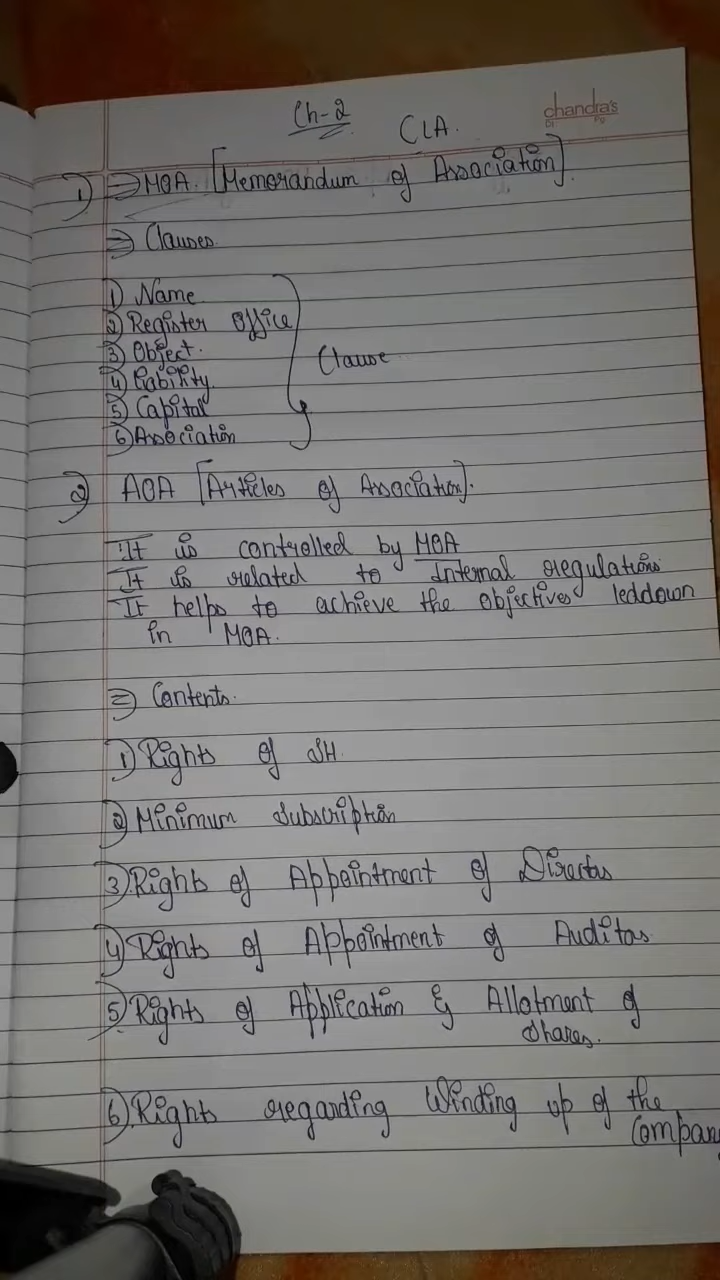 Ch-2
CLA.
chandra's
1) ⇒ MOA. [Memorandum of Association].
⇒ Clauses
1) Name
2) Register Office
3) Object.
Clause
4) Liability.
5) Capital
6) Association
2) AOA [Articles of Association].
It is controlled by MOA
It is related to Internal regulations
It helps to achieve the objectives leddown
in MOA.
⇒ Contents.
1) Rights of SH.
2) Minimum Subscription
3) Rights of Appointment of Directors
4) Rights of Appointment of Auditors
5) Rights of Application & Allotment of
Shares.
6) Rights regarding Winding up of the
Company